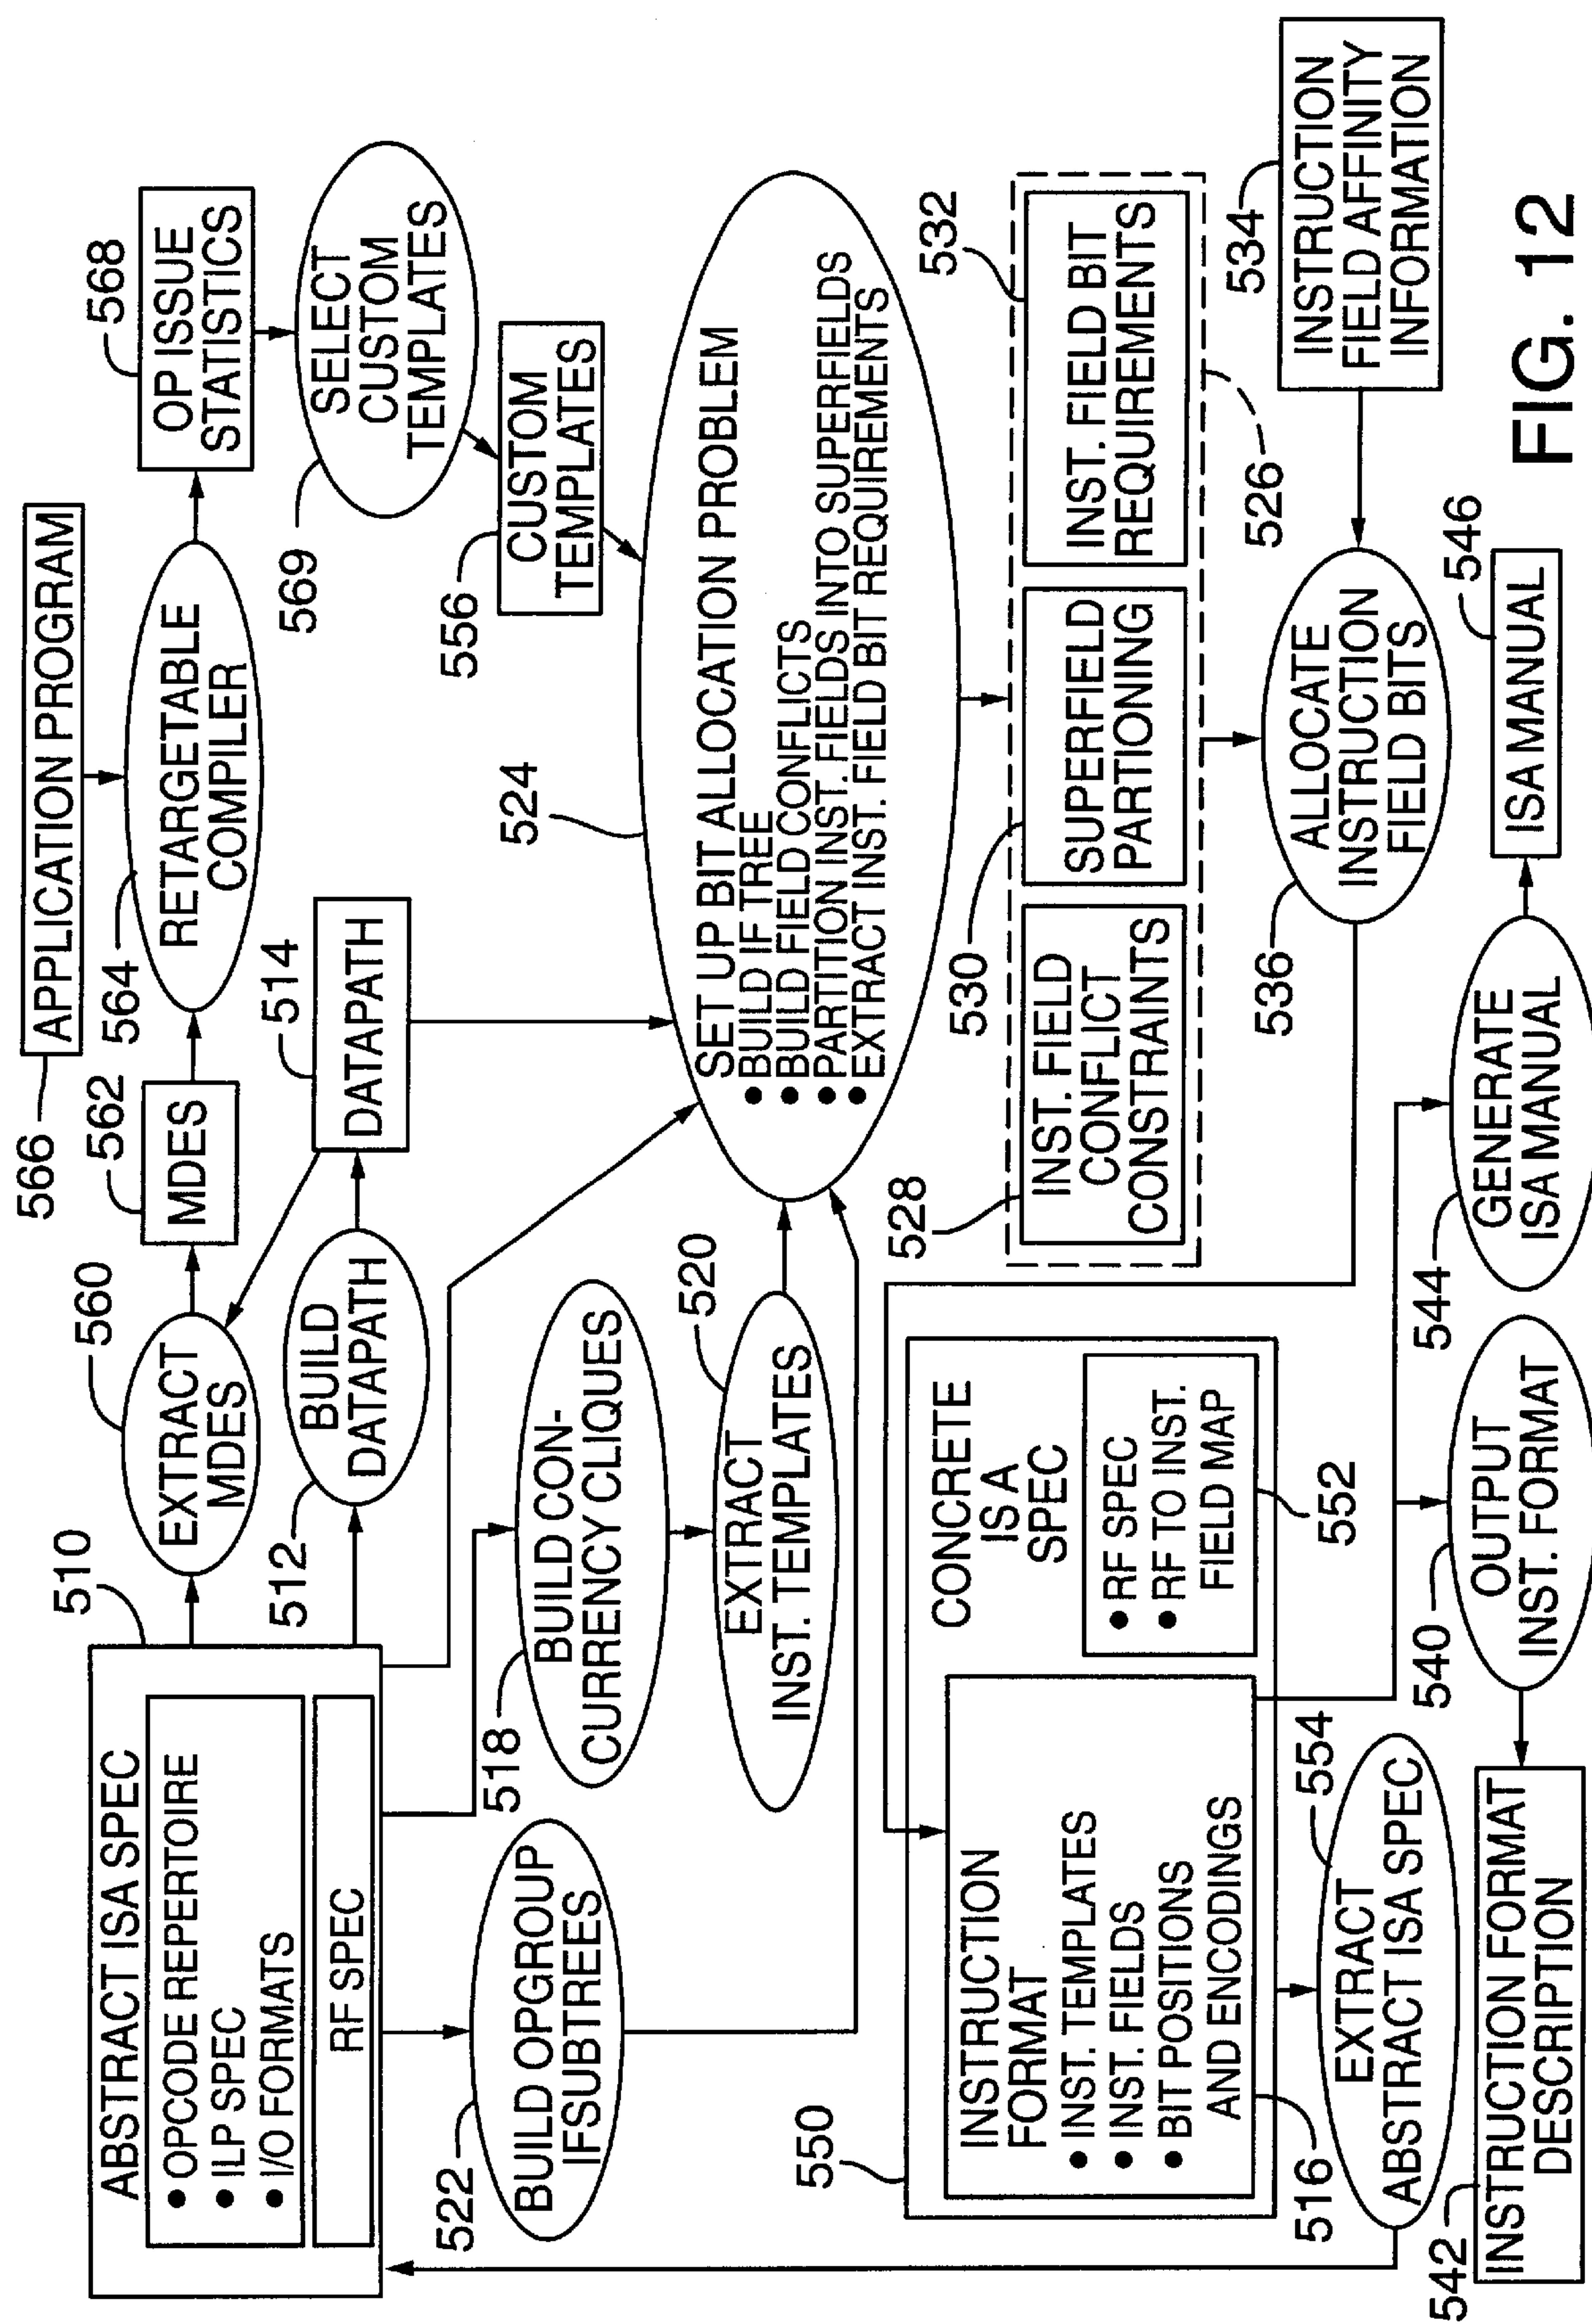 566
APPLICATION PROGRAM
510
ABSTRACT ISA SPEC
• OPCODE REPERTOIRE
• ILP SPEC
• I/O FORMATS
RF SPEC
560
EXTRACT
MDES
562
MDES
564
RETARGETABLE
COMPILER
568
OP ISSUE
STATISTICS
512
BUILD
DATAPATH
514
DATAPATH
569
SELECT
CUSTOM
TEMPLATES
556
CUSTOM
TEMPLATES
522
BUILD OPGROUP
IFSUBTREES
518
BUILD CON-
CURRENCY CLIQUES
520
EXTRACT
INST. TEMPLATES
524
SET UP BIT ALLOCATION PROBLEM
• BUILD IF TREE
• BUILD FIELD CONFLICTS
• PARTITION INST. FIELDS INTO SUPERFIELDS
• EXTRACT INST. FIELD BIT REQUIREMENTS
528
INST. FIELD
CONFLICT
CONSTRAINTS
530
SUPERFIELD
PARTIONING
532
INST. FIELD BIT
REQUIREMENTS
526
534
INSTRUCTION
FIELD AFFINITY
INFORMATION
536
ALLOCATE
INSTRUCTION
FIELD BITS
550
CONCRETE
IS A
SPEC
INSTRUCTION
FORMAT
• INST. TEMPLATES
• INST. FIELDS
• BIT POSITIONS
AND ENCODINGS
516
• RF SPEC
• RF TO INST.
FIELD MAP
552
554
EXTRACT
ABSTRACT ISA SPEC
542
INSTRUCTION FORMAT
DESCRIPTION
540
OUTPUT
INST. FORMAT
544
GENERATE
ISA MANUAL
546
ISA MANUAL
FIG. 12